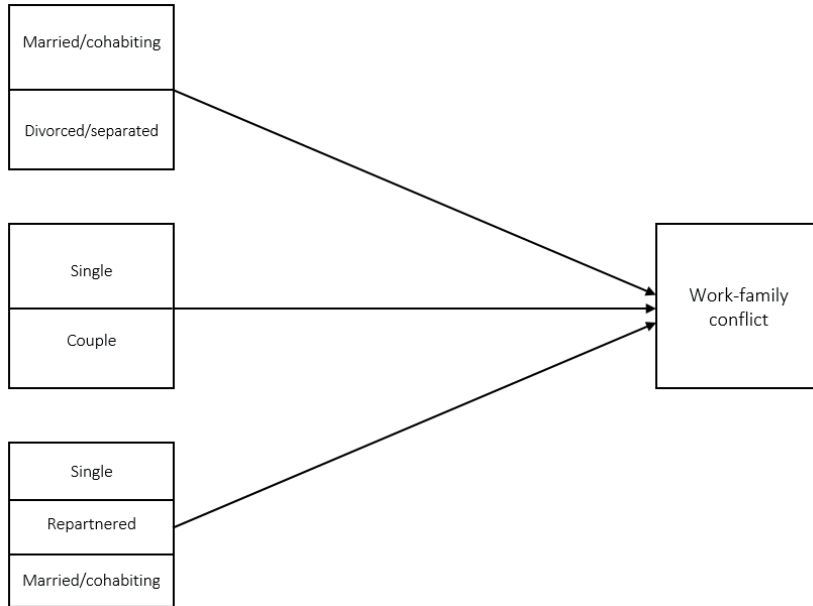 Married/cohabiting
Divorced/separated
Single
Couple
Work-family
conflict
Single
Repartnered
Married/cohabiting